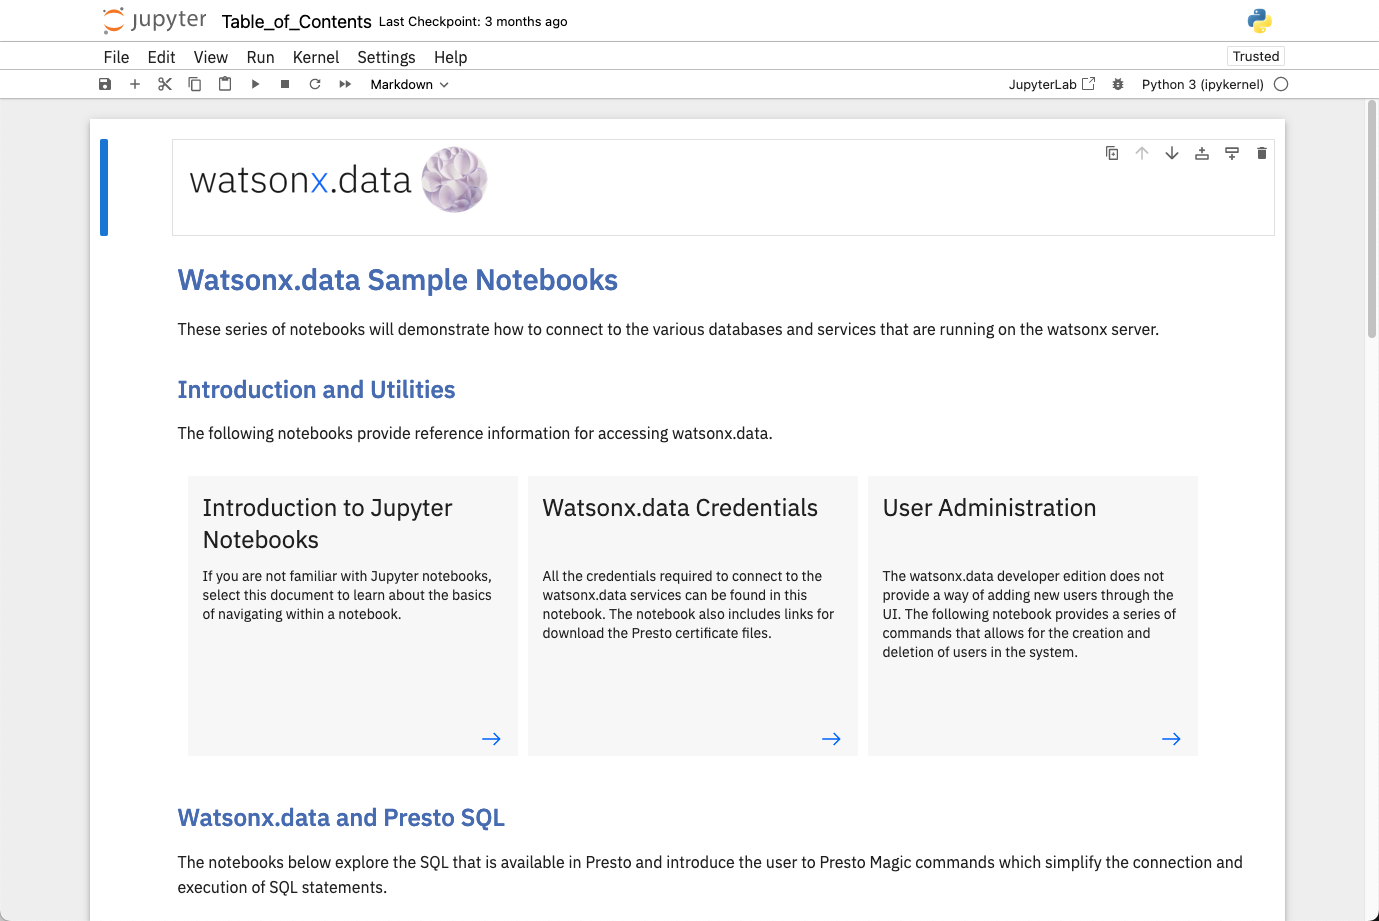 jupyter Table_of_Contents Last Checkpoint: 3 months ago
File Edit View Run Kernel Settings Help Trusted
Markdown JupyterLab Python 3 (ipykernel)
watsonx.data
Watsonx.data Sample Notebooks
These series of notebooks will demonstrate how to connect to the various databases and services that are running on the watsonx server.
Introduction and Utilities
The following notebooks provide reference information for accessing watsonx.data.
Introduction to Jupyter
Notebooks
If you are not familiar with Jupyter notebooks,
select this document to learn about the basics
of navigating within a notebook.
Watsonx.data Credentials
All the credentials required to connect to the
watsonx.data services can be found in this
notebook. The notebook also includes links for
download the Presto certificate files.
User Administration
The watsonx.data developer edition does not
provide a way of adding new users through the
UI. The following notebook provides a series of
commands that allows for the creation and
deletion of users in the system.
Watsonx.data and Presto SQL
The notebooks below explore the SQL that is available in Presto and introduce the user to Presto Magic commands which simplify the connection and
execution of SQL statements.